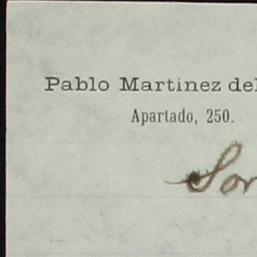 Pablo Martinez del
Apartado, 250.
Sor